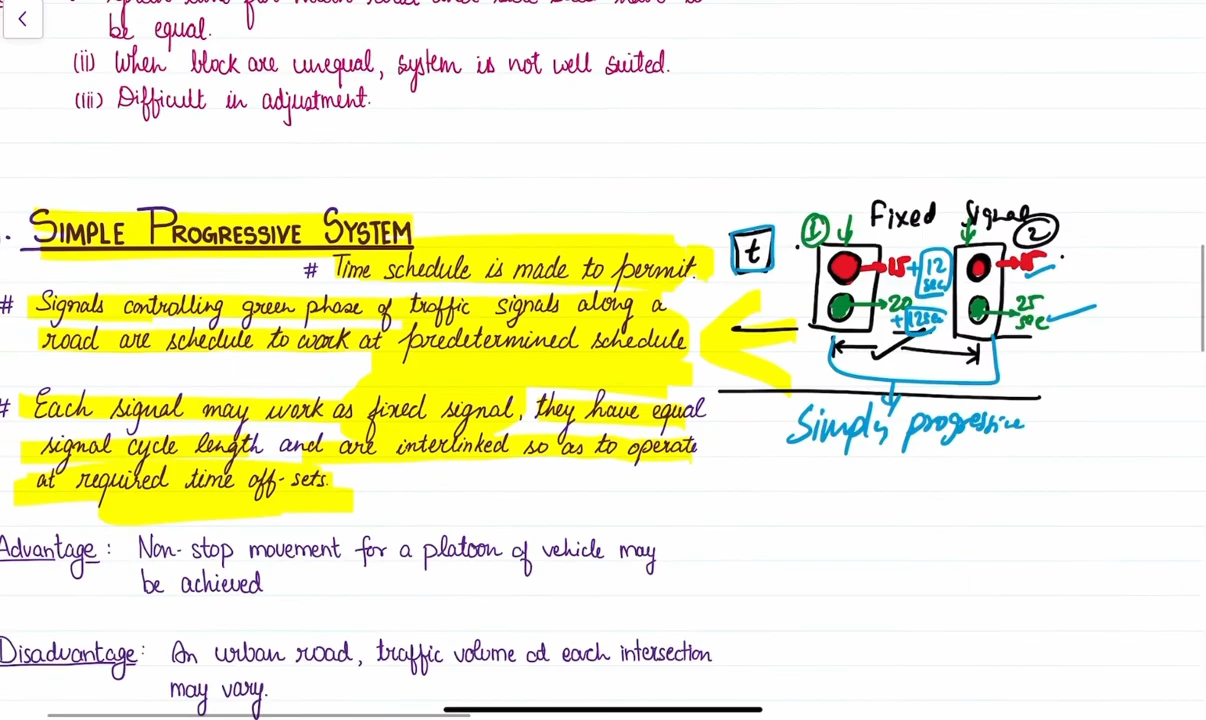 be equal.
(ii) When block are unequal, system is not well suited.
(iii) Difficult in adjustment.
. SIMPLE PROGRESSIVE SYSTEM
# Time schedule is made to permit.
# Signals controlling green phase of traffic signals along a
road are schedule to work at predetermined schedule
# Each signal may work as fixed signal, they have equal
signal cycle length and are interlinked so as to operate
at required time off-sets.
Advantage : Non-stop movement for a platoon of vehicle may
be achieved
Disadvantage : An urban road, traffic volume at each intersection
may vary.
t
1
Fixed Signal
2
15 + 12 sec
20 + 12 sec
15
25 sec
Simply progressive